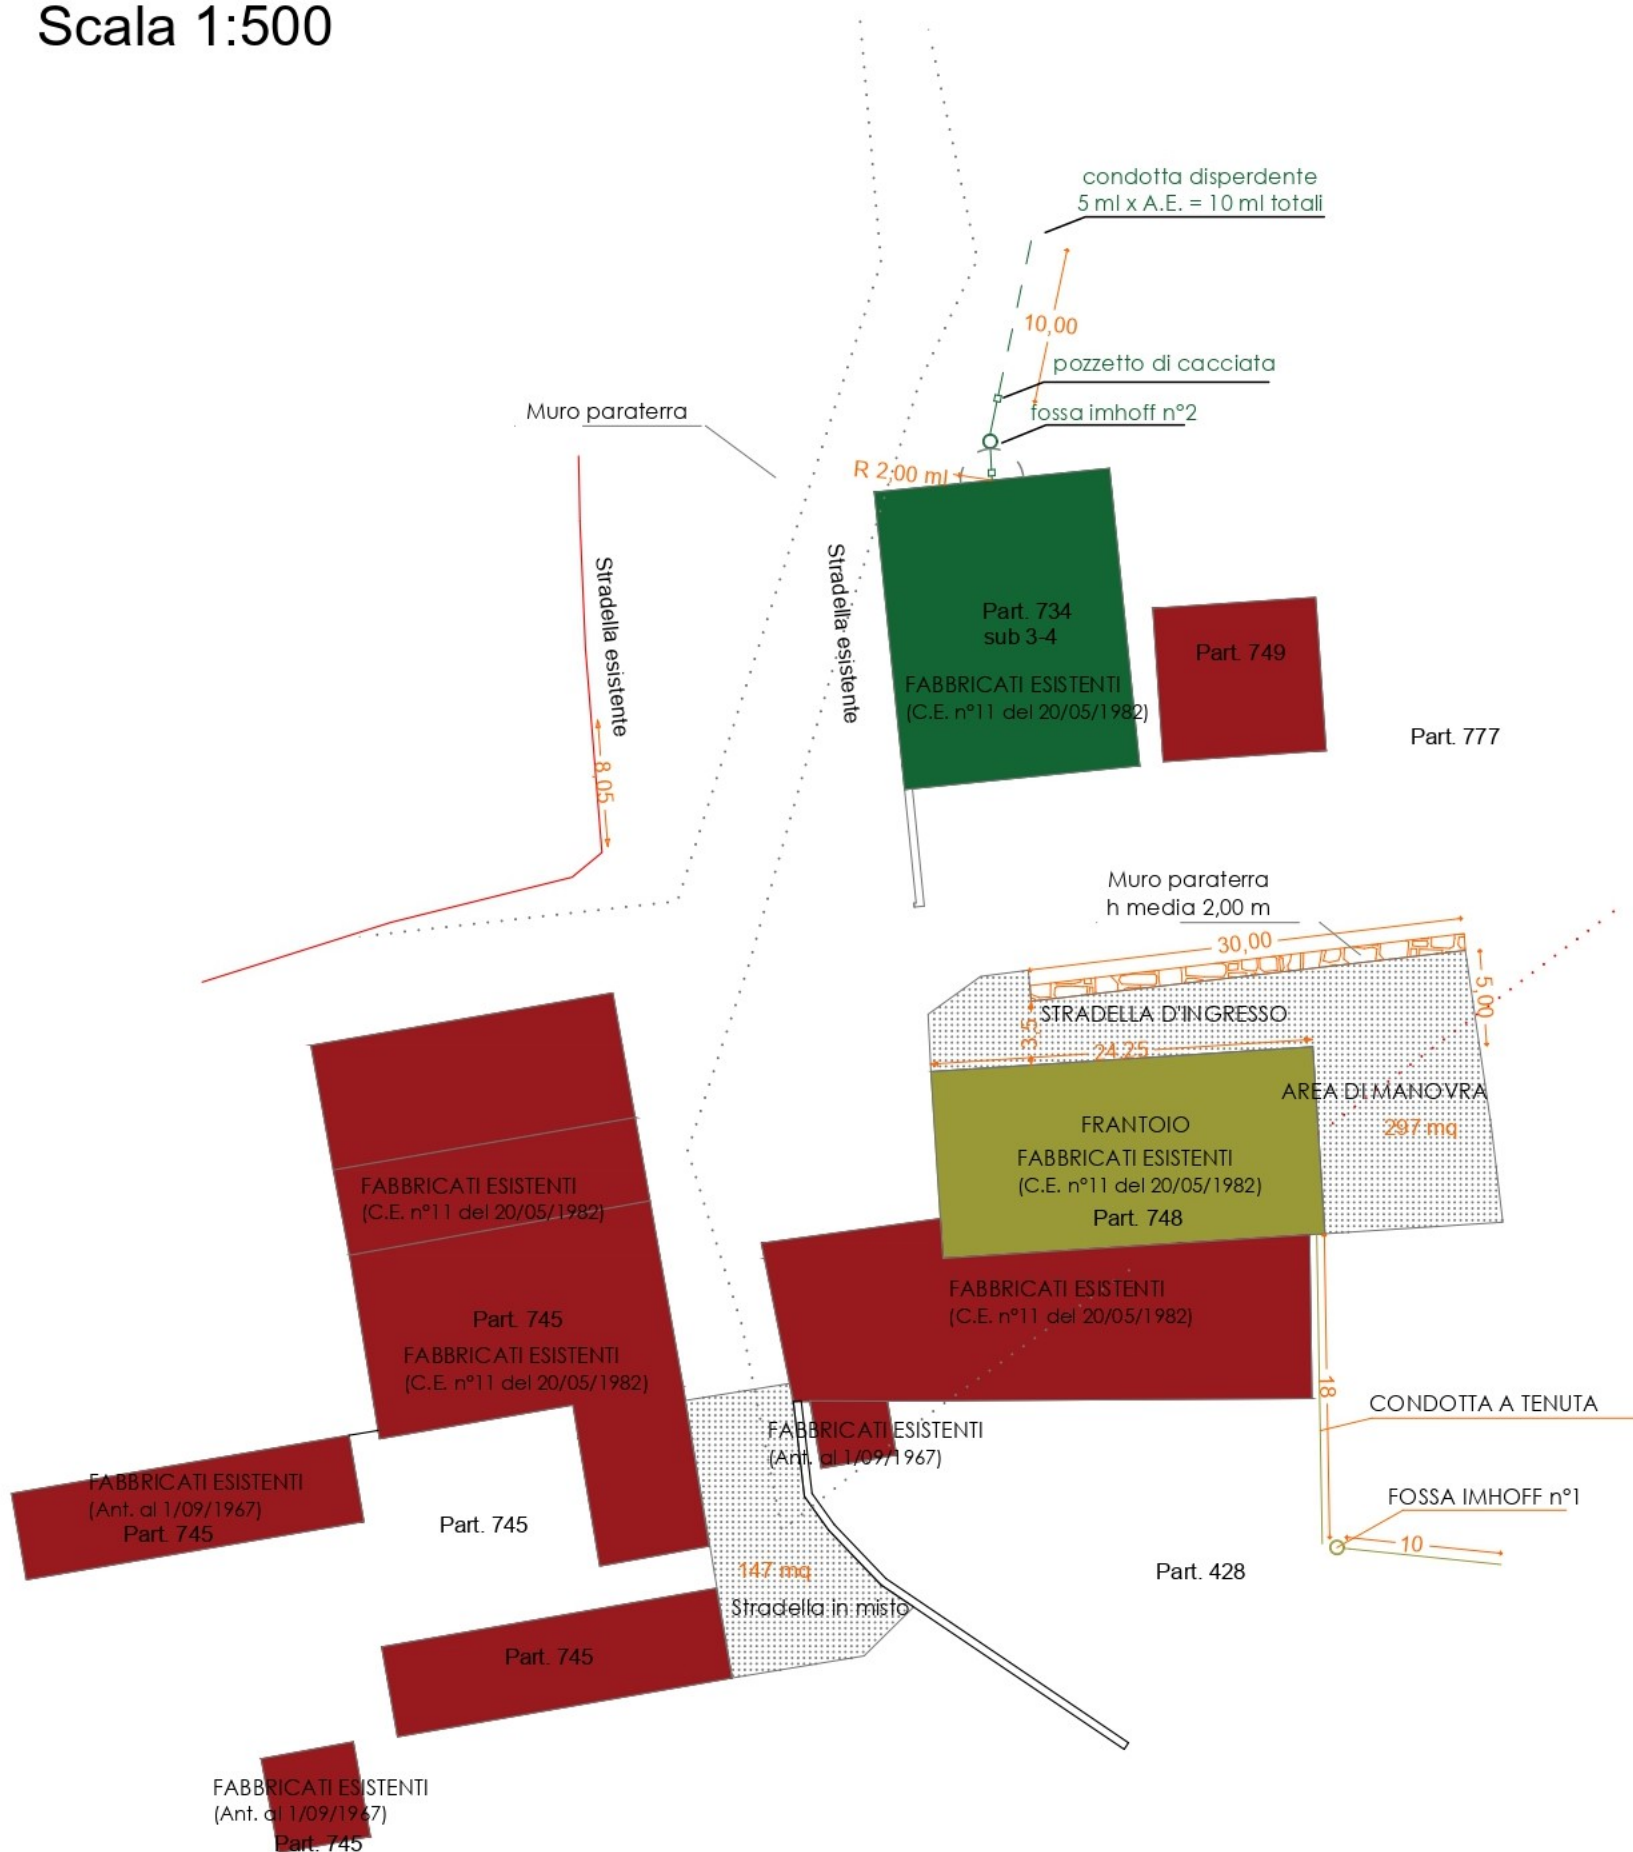 Scala 1:500
condotta disperdente
5 ml x A.E. = 10 ml totali
10,00
pozzetto di cacciata
fossa imhoff n°2
Muro paraterra
R 2,00 ml
Stradella esistente
Stradella esistente
Part. 734
sub 3-4
FABBRICATI ESISTENTI
(C.E. n°11 del 20/05/1982)
Part. 749
Part. 777
8,05
Muro paraterra
h media 2,00 m
30,00
5,00
STRADELLA D'INGRESSO
3,5
24,25
AREA DI MANOVRA
297 mq
FRANTOIO
FABBRICATI ESISTENTI
(C.E. n°11 del 20/05/1982)
Part. 748
FABBRICATI ESISTENTI
(C.E. n°11 del 20/05/1982)
FABBRICATI ESISTENTI
(C.E. n°11 del 20/05/1982)
Part. 745
FABBRICATI ESISTENTI
(C.E. n°11 del 20/05/1982)
18
CONDOTTA A TENUTA
FABBRICATI ESISTENTI
(Ant. al 1/09/1967)
FABBRICATI ESISTENTI
(Ant. al 1/09/1967)
Part. 745
Part. 745
FOSSA IMHOFF n°1
10
147 mq
Stradella in misto
Part. 428
Part. 745
FABBRICATI ESISTENTI
(Ant. al 1/09/1967)
Part. 745